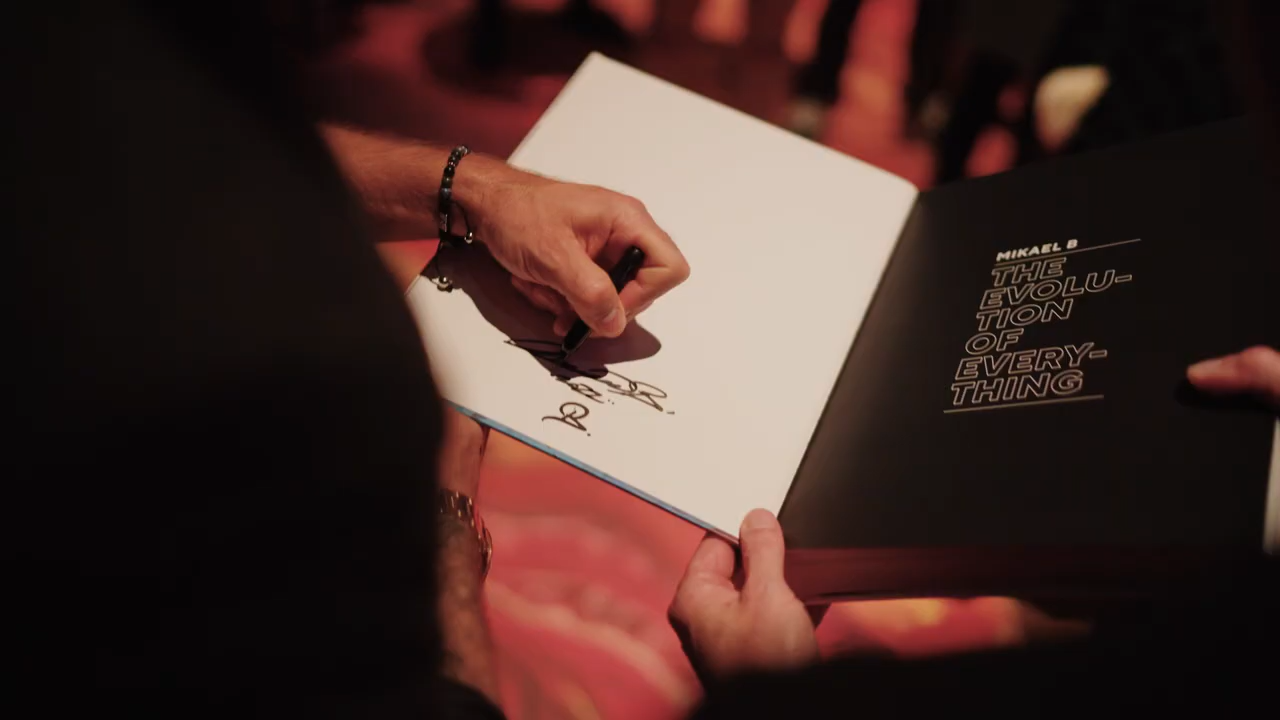 MIKAEL B
THE
EVOLU-
TION
OF
EVERY-
THING